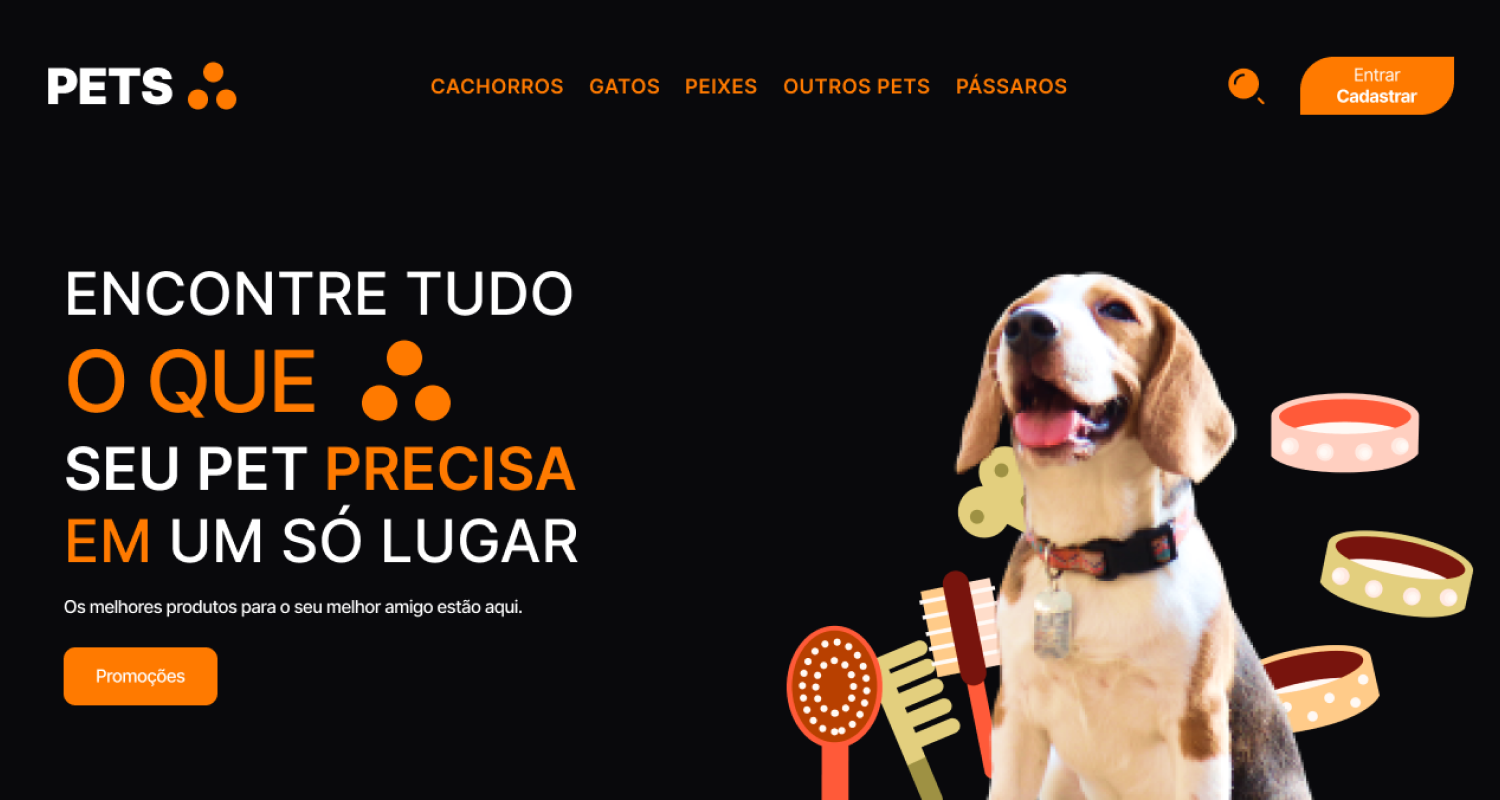 PETS
CACHORROS GATOS PEIXES OUTROS PETS PÁSSAROS
Entrar
Cadastrar
ENCONTRE TUDO
O QUE
SEU PET PRECISA
EM UM SÓ LUGAR
Os melhores produtos para o seu melhor amigo estão aqui.
Promoções